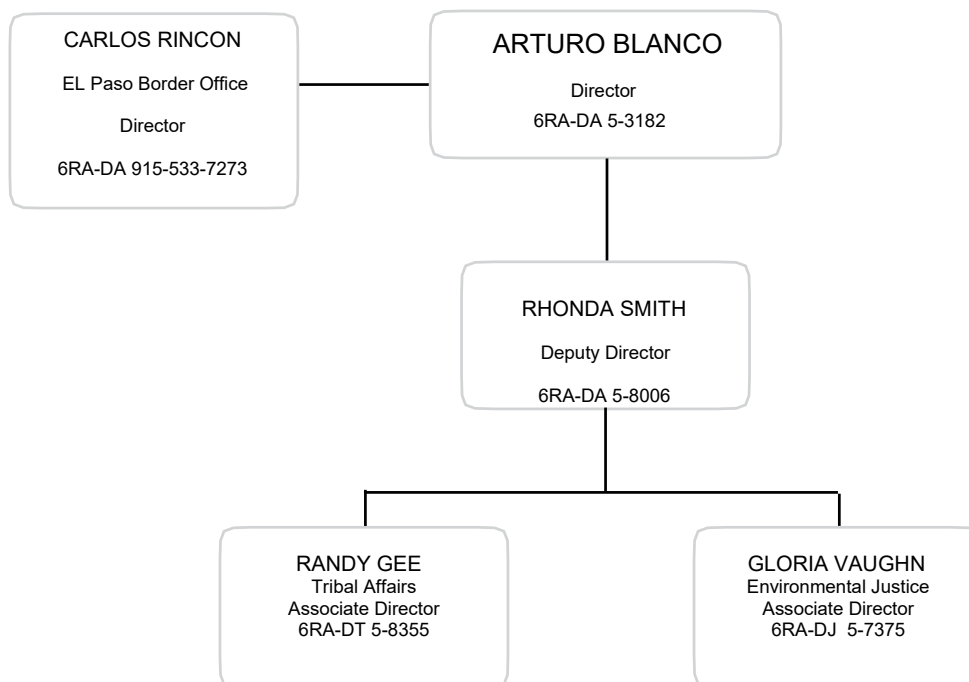 CARLOS RINCON
EL Paso Border Office
Director
6RA-DA 915-533-7273
ARTURO BLANCO
Director
6RA-DA 5-3182
RHONDA SMITH
Deputy Director
6RA-DA 5-8006
RANDY GEE
Tribal Affairs
Associate Director
6RA-DT 5-8355
GLORIA VAUGHN
Environmental Justice
Associate Director
6RA-DJ  5-7375